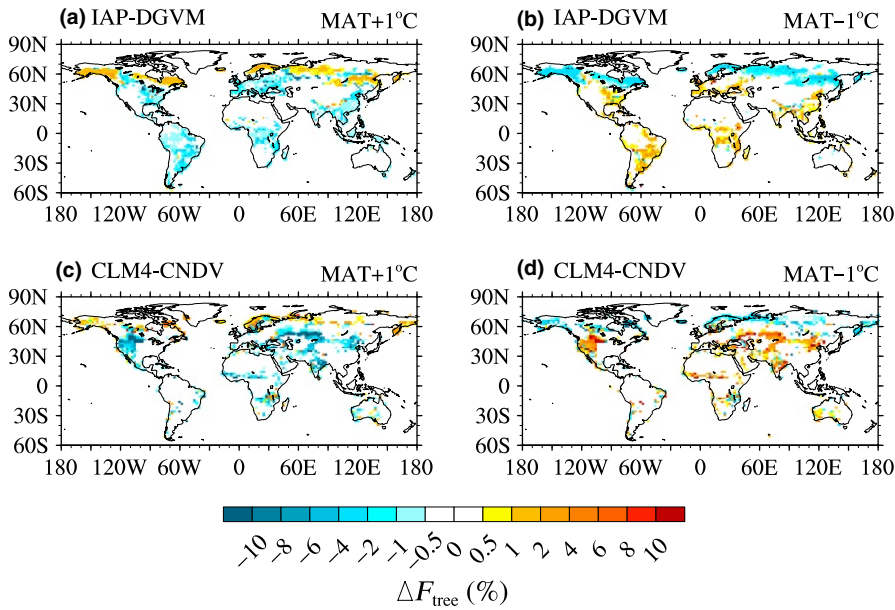 (a) IAP-DGVM MAT+1°C
90N
60N
30N
0
30S
60S
180 120W 60W 0 60E 120E 180
(b) IAP-DGVM MAT−1°C
90N
60N
30N
0
30S
60S
180 120W 60W 0 60E 120E 180
(c) CLM4-CNDV MAT+1°C
90N
60N
30N
0
30S
60S
180 120W 60W 0 60E 120E 180
(d) CLM4-CNDV MAT−1°C
90N
60N
30N
0
30S
60S
180 120W 60W 0 60E 120E 180
−10 −8 −6 −4 −2 −1 −0.5 0 0.5 1 2 4 6 8 10
ΔF_tree (%)